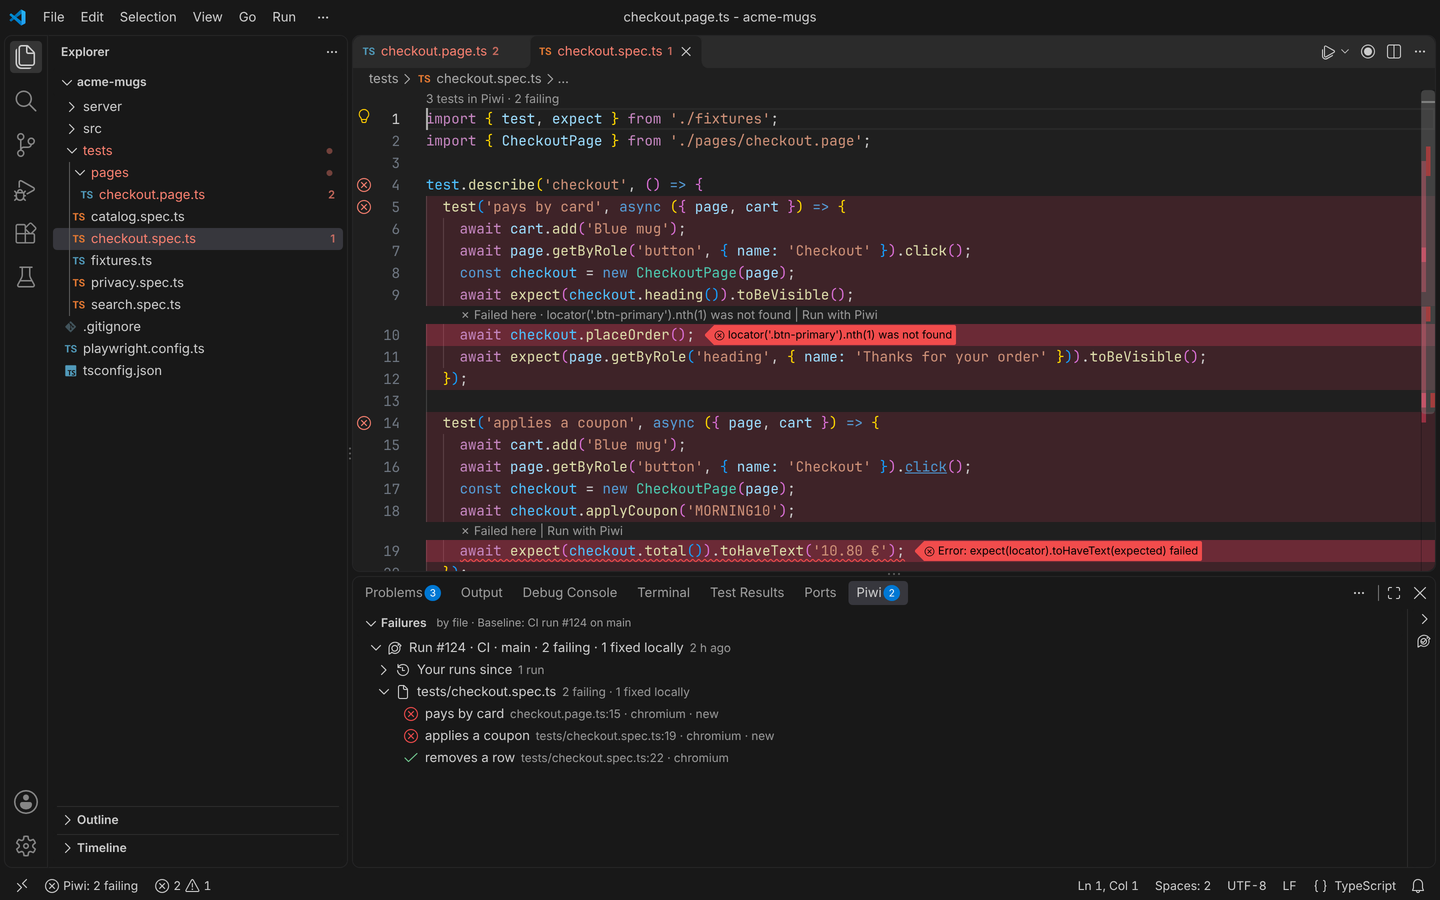 File Edit Selection View Go Run ···
checkout.page.ts - acme-mugs
Explorer ···
acme-mugs
server
src
tests
pages
TS checkout.page.ts 2
TS catalog.spec.ts
TS checkout.spec.ts 1
TS fixtures.ts
TS privacy.spec.ts
TS search.spec.ts
.gitignore
TS playwright.config.ts
TS tsconfig.json
Outline
Timeline
TS checkout.page.ts 2
TS checkout.spec.ts 1
tests > TS checkout.spec.ts > ...
3 tests in Piwi · 2 failing
1 import { test, expect } from './fixtures';
2 import { CheckoutPage } from './pages/checkout.page';
3
4 test.describe('checkout', () => {
5 test('pays by card', async ({ page, cart }) => {
6 await cart.add('Blue mug');
7 await page.getByRole('button', { name: 'Checkout' }).click();
8 const checkout = new CheckoutPage(page);
9 await expect(checkout.heading()).toBeVisible();
× Failed here · locator('.btn-primary').nth(1) was not found | Run with Piwi
10 await checkout.placeOrder(); locator('.btn-primary').nth(1) was not found
11 await expect(page.getByRole('heading', { name: 'Thanks for your order' })).toBeVisible();
12 });
13
14 test('applies a coupon', async ({ page, cart }) => {
15 await cart.add('Blue mug');
16 await page.getByRole('button', { name: 'Checkout' }).click();
17 const checkout = new CheckoutPage(page);
18 await checkout.applyCoupon('MORNING10');
× Failed here | Run with Piwi
19 await expect(checkout.total()).toHaveText('10.80 €'); Error: expect(locator).toHaveText(expected) failed
20 });
Problems 3 Output Debug Console Terminal Test Results Ports Piwi 2 ···
Failures by file · Baseline: CI run #124 on main
Run #124 · CI · main · 2 failing · 1 fixed locally 2 h ago
Your runs since 1 run
tests/checkout.spec.ts 2 failing · 1 fixed locally
pays by card checkout.page.ts:15 · chromium · new
applies a coupon tests/checkout.spec.ts:19 · chromium · new
removes a row tests/checkout.spec.ts:22 · chromium
Piwi: 2 failing 2 1
Ln 1, Col 1 Spaces: 2 UTF-8 LF { } TypeScript